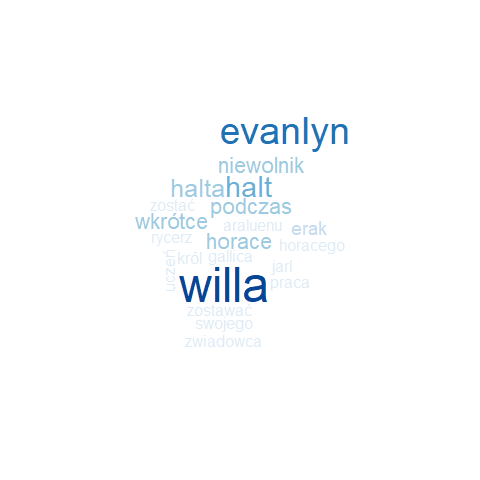 evanlyn
niewolnik
halta halt
zostać podczas
wkrótce araluenu erak
rycerz horace horacego
król gallica
uczeń jarl
willa praca
zostawać
swojego
zwiadowca